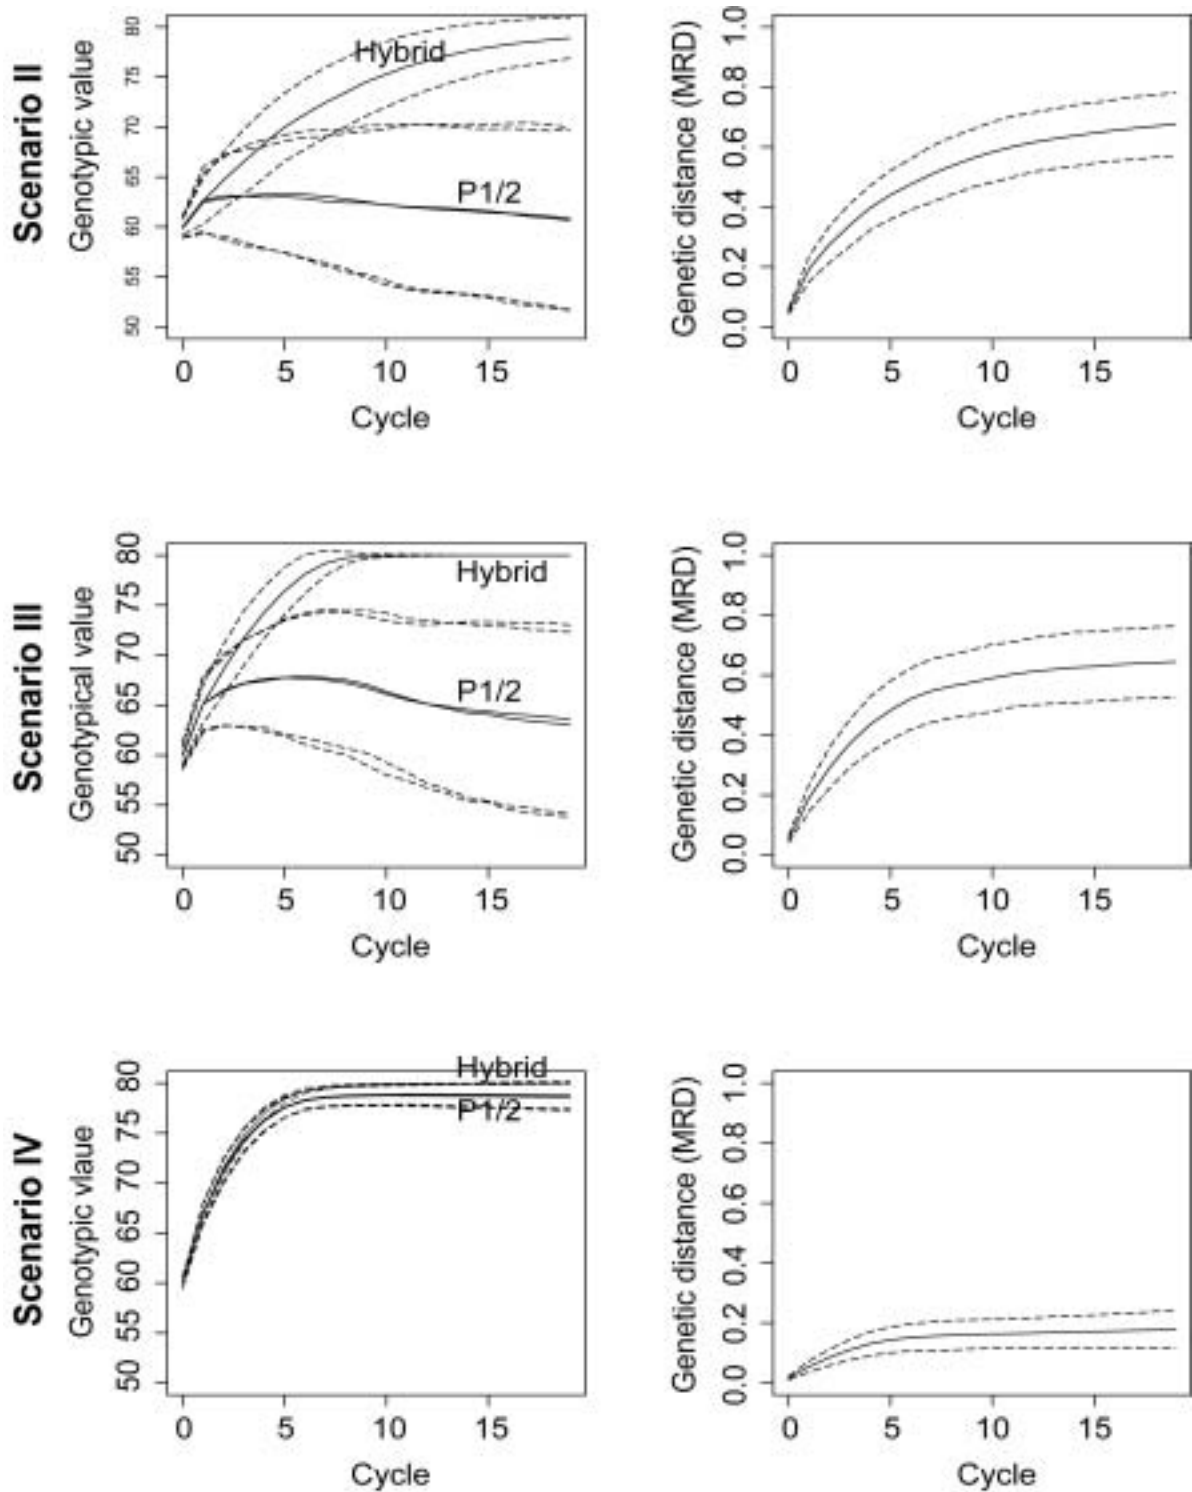 Scenario II
Genotypic value
80
75
70
65
60
55
50
Hybrid
P1/2
0 5 10 15
Cycle
Genetic distance (MRD)
1.0
0.8
0.6
0.4
0.2
0.0
0 5 10 15
Cycle
Scenario III
Genotypical value
80
75
70
65
60
55
50
Hybrid
P1/2
0 5 10 15
Cycle
Genetic distance (MRD)
1.0
0.8
0.6
0.4
0.2
0.0
0 5 10 15
Cycle
Scenario IV
Genotypic vlaue
80
75
70
65
60
55
50
Hybrid
P1/2
0 5 10 15
Cycle
Genetic distance (MRD)
1.0
0.8
0.6
0.4
0.2
0.0
0 5 10 15
Cycle